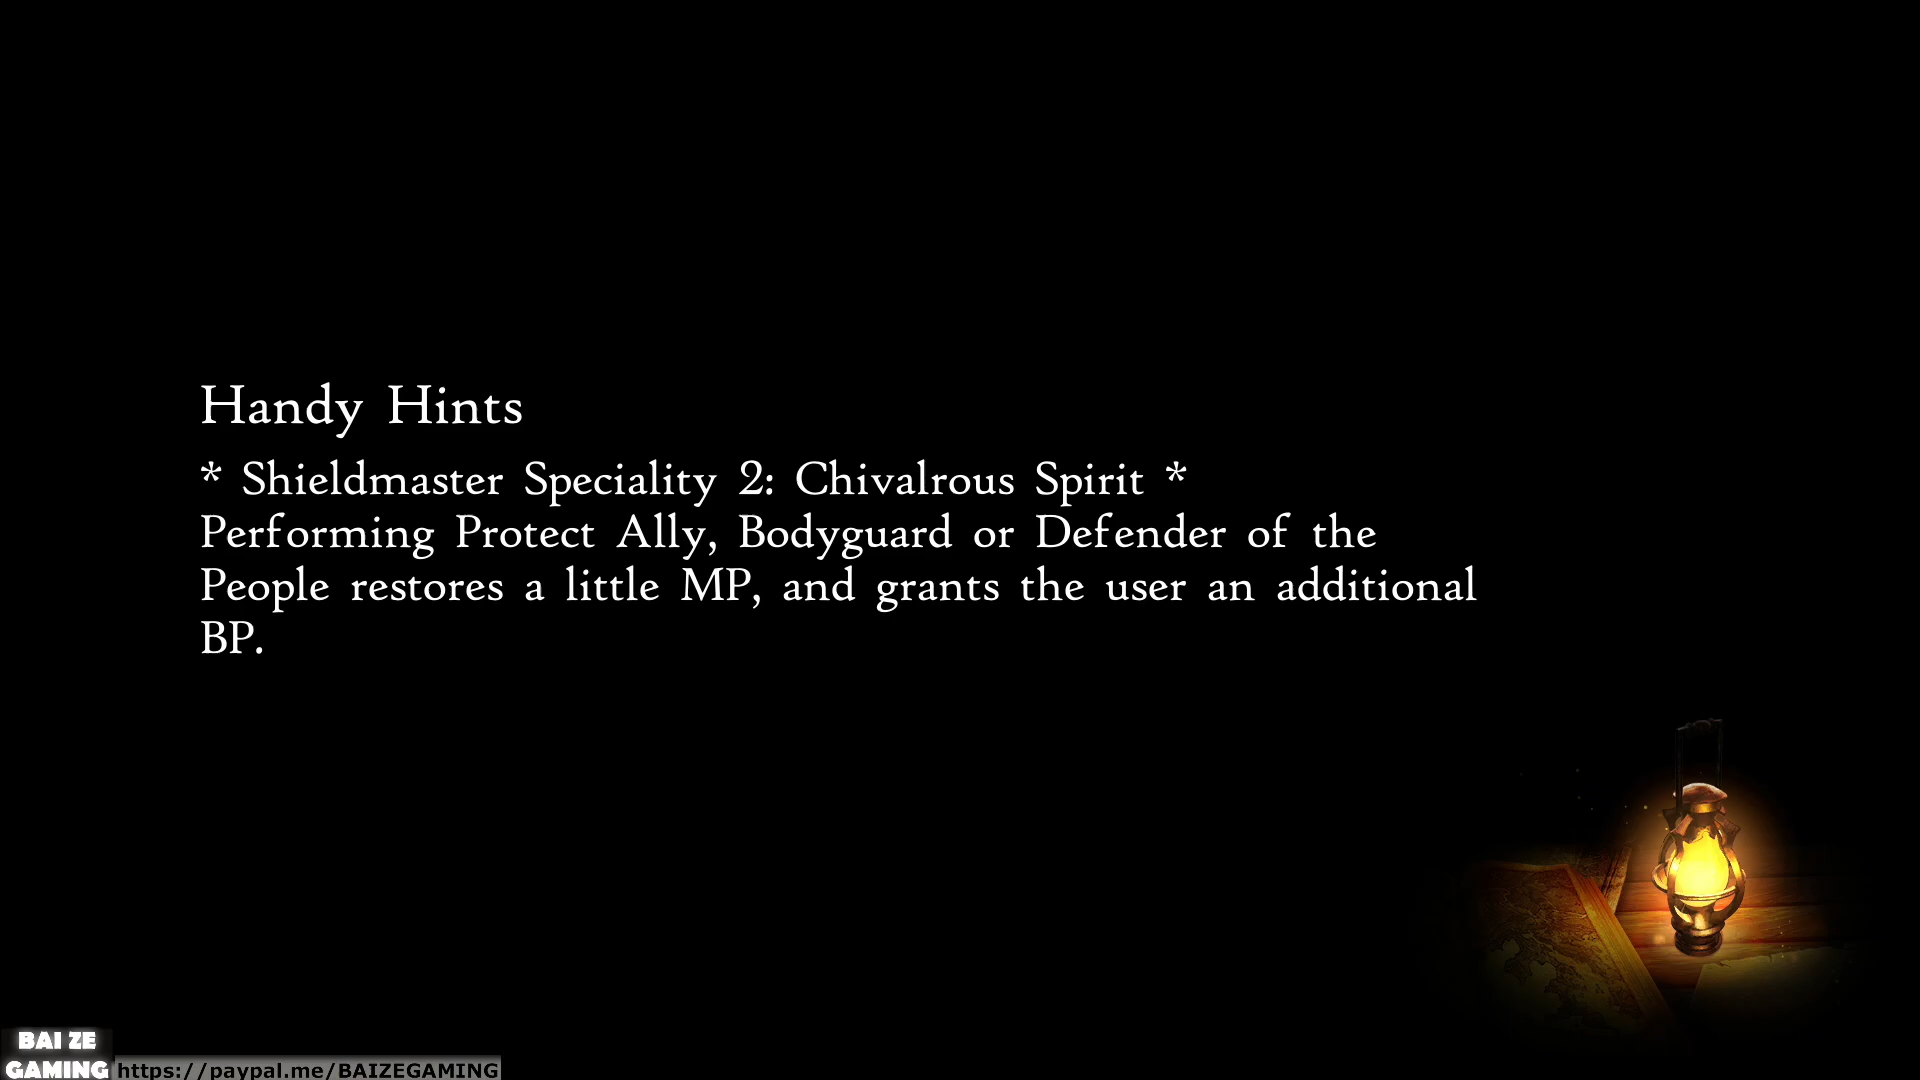 Handy Hints
* Shieldmaster Speciality 2: Chivalrous Spirit *
Performing Protect Ally, Bodyguard or Defender of the
People restores a little MP, and grants the user an additional
BP.
BAI ZE
GAMING https://paypal.me/BAIZEGAMING